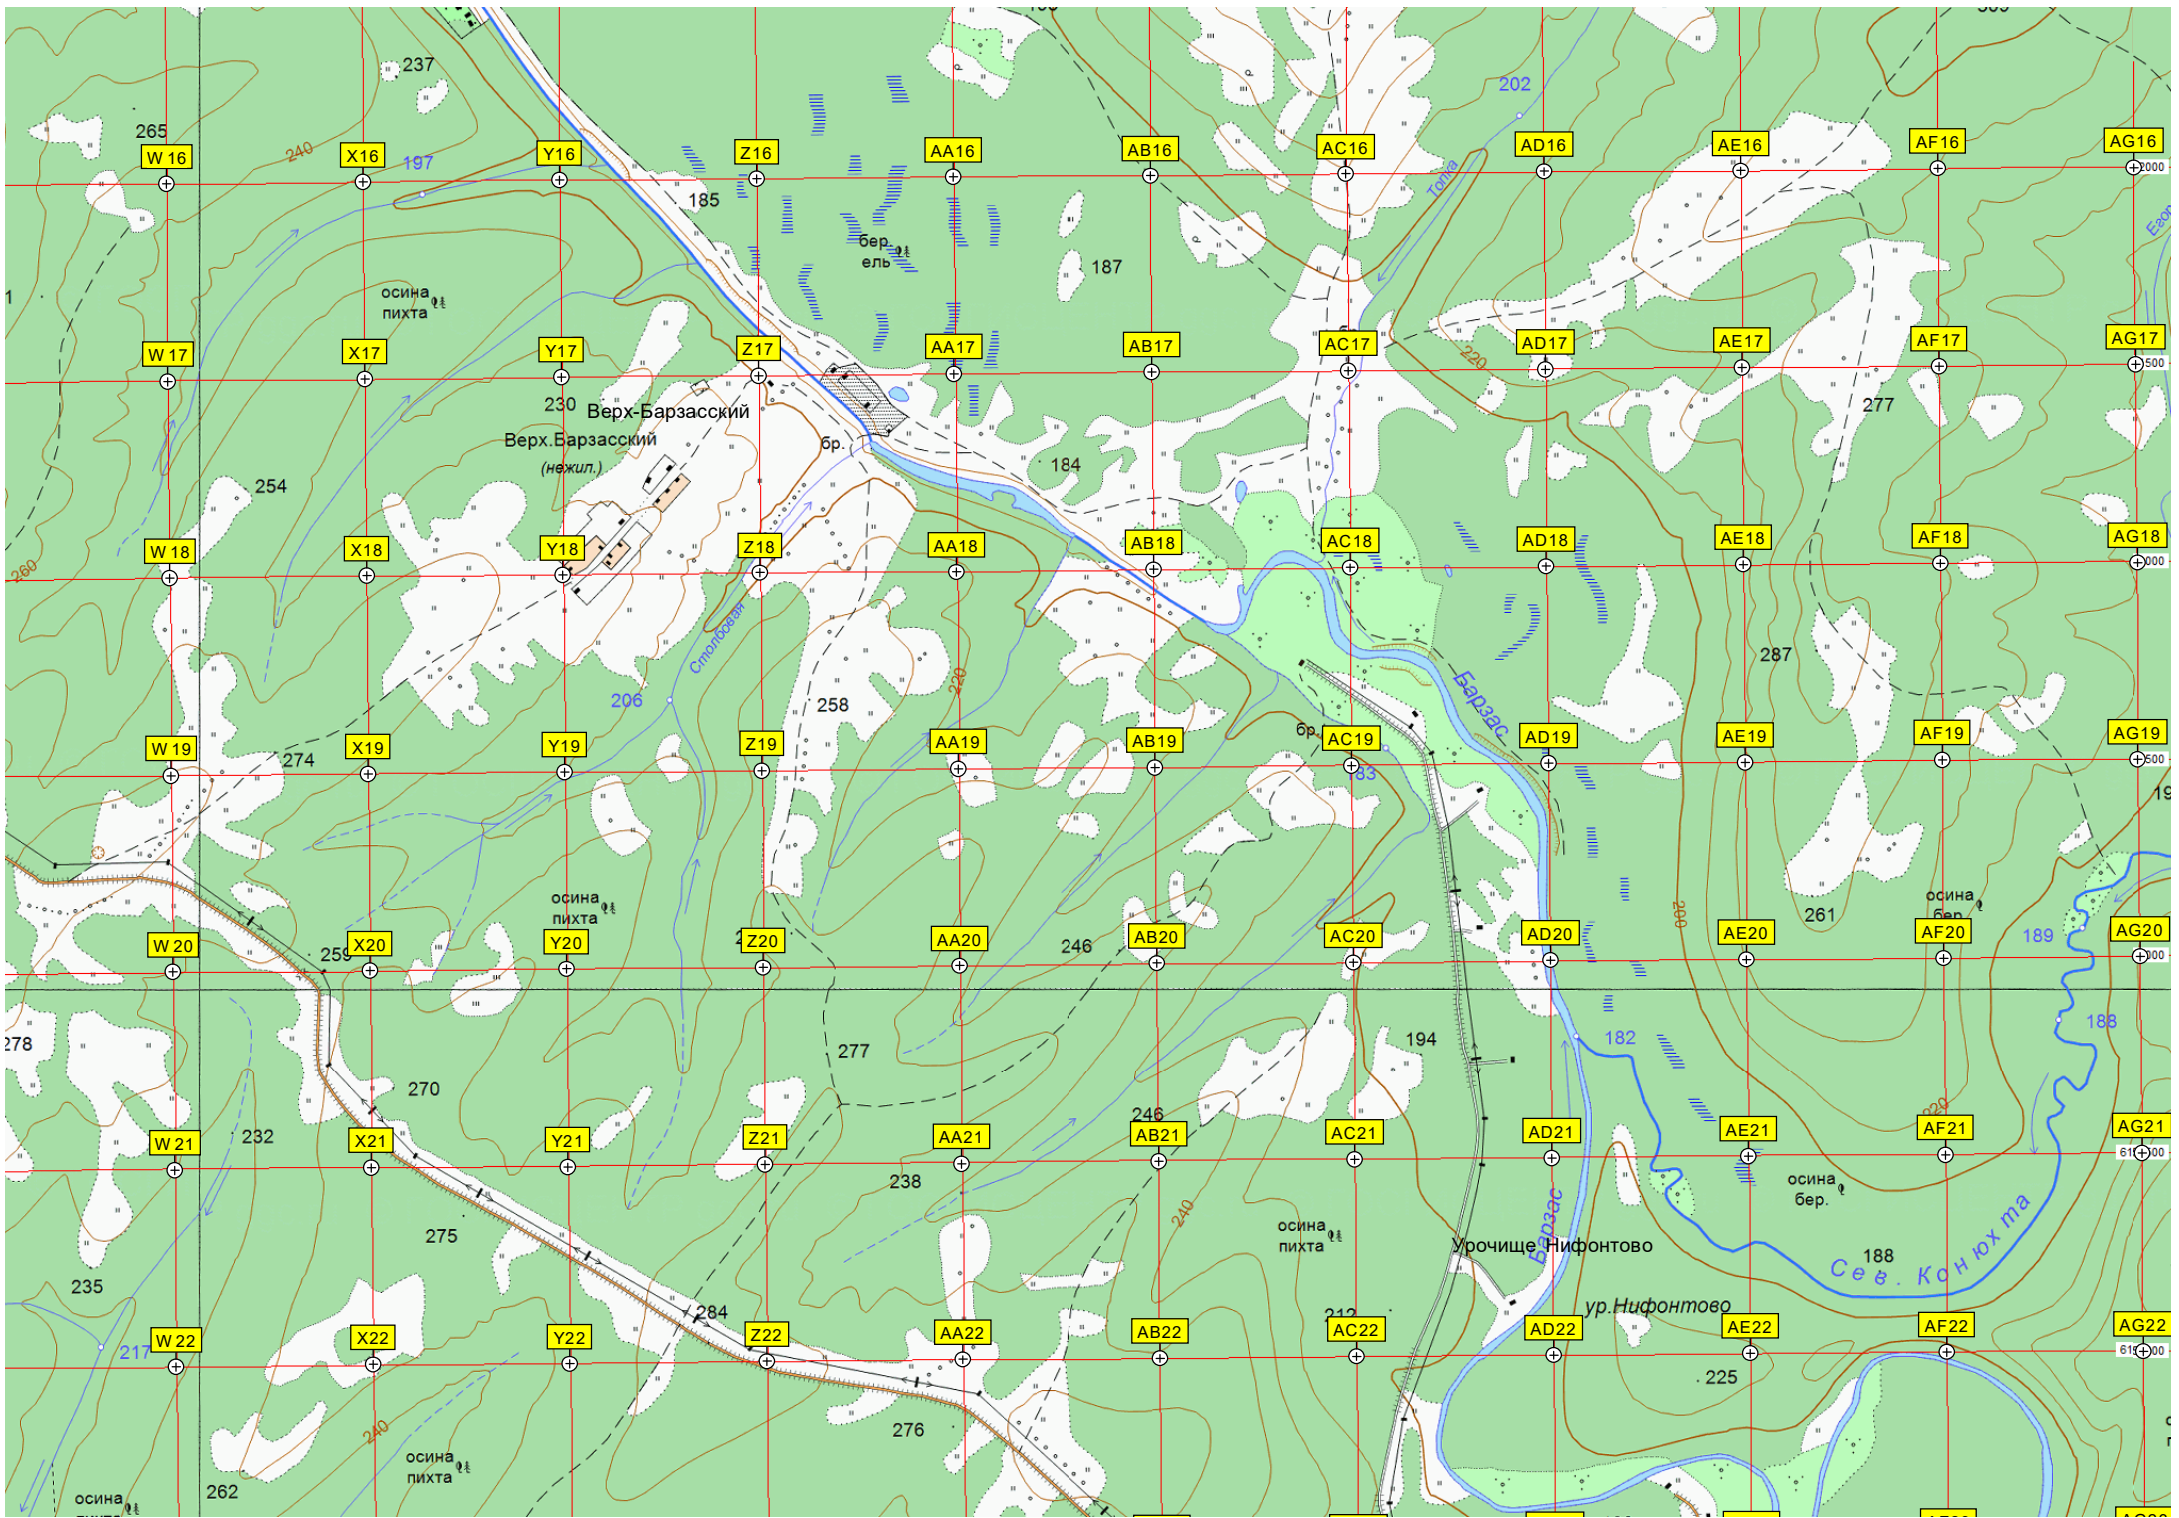 237
202
265
240
W 16
X16
197
Y16
Z16
AA16
AB16
AC16
AD16
AE16
AF16
AG16
2000
Топка
185
бер.
ель
187
осина
пихта
1
W 17
X17
Y17
Z17
AA17
AB17
AC17
AD17
AE17
AF17
AG17
500
220
230
Верх-Барзасский
277
Верх.Барзасский
(нежил.)
бр.
184
254
W 18
X18
Y18
Z18
AA18
AB18
AC18
AD18
AE18
AF18
AG18
000
260
Столбовая
287
220
206
258
Барзас
274
W 19
X19
Y19
Z19
AA19
AB19
бр.
AC19
AD19
AE19
AF19
AG19
500
осина
пихта
осина
бер.
200
261
W 20
259
X20
Y20
Z20
AA20
246
AB20
AC20
AD20
AE20
AF20
189
AG20
278
277
194
182
188
270
246
220
W 21
232
X21
Y21
Z21
AA21
AB21
AC21
AD21
AE21
AF21
AG21
238
осина
бер.
275
240
осина
пихта
Барзас
Урочище Нифонтово
188
Сев. Конюхта
235
284
ур.Нифонтово
W 22
217
X22
Y22
Z22
AA22
AB22
AC22
AD22
AE22
AF22
AG22
225
240
276
осина
пихта
262
осина